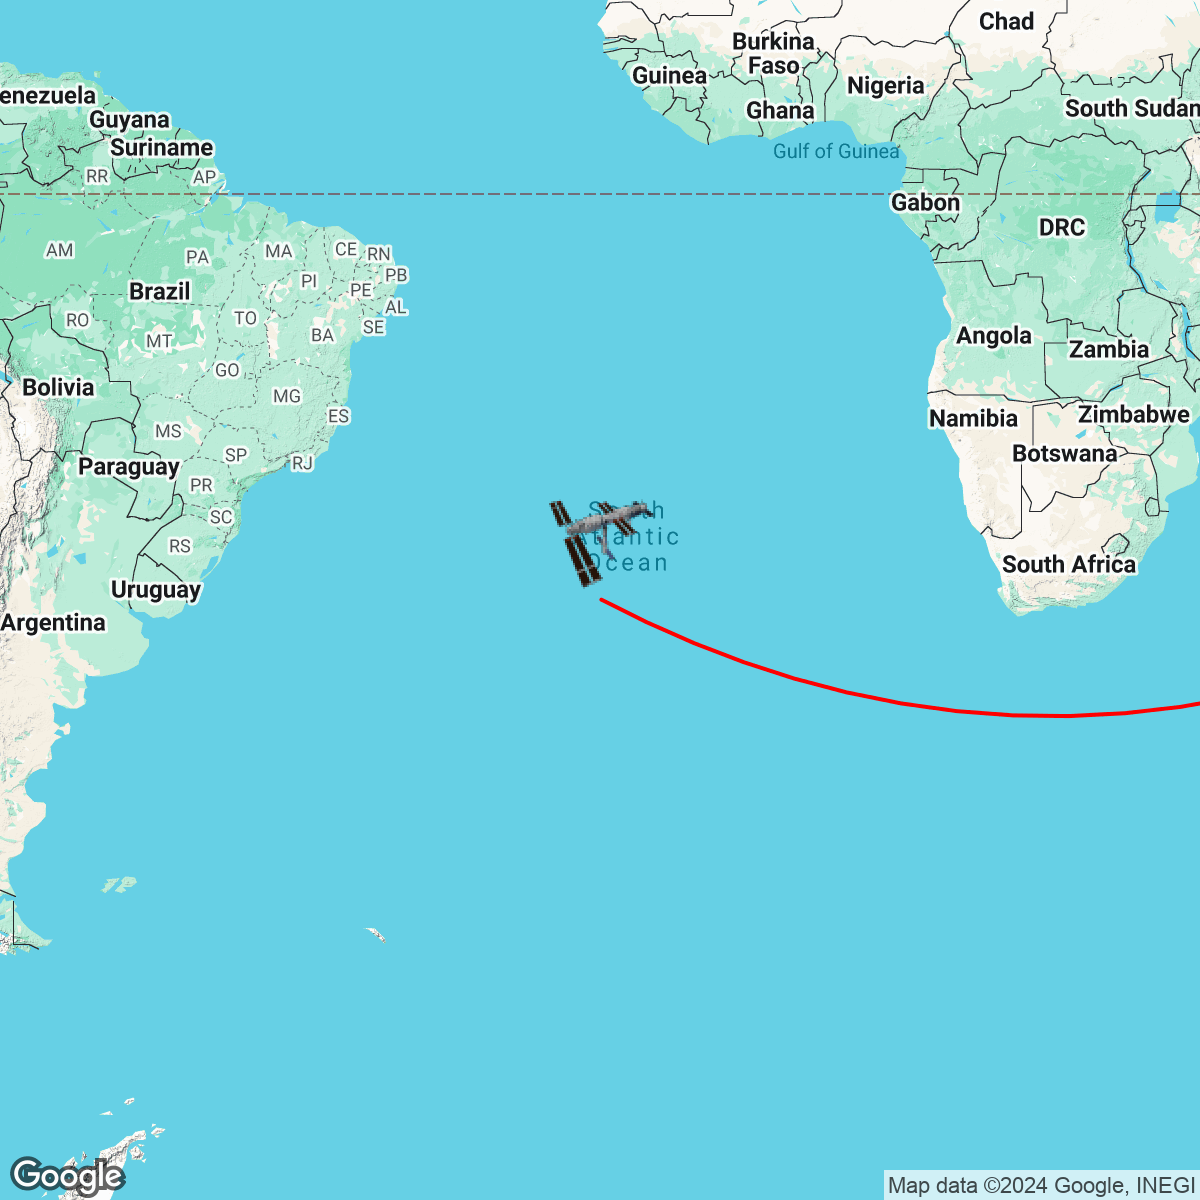 Chad
Burkina
Faso
Guinea
Nigeria
enezuela
Ghana
South Sudan
Guyana
Suriname
Gulf of Guinea
RR
AP
Gabon
DRC
AM
PA
MA
CE
RN
PB
PI
PE
Brazil
AL
RO
TO
SE
MT
BA
Angola
Zambia
GO
Bolivia
MG
ES
Namibia
Zimbabwe
MS
SP
Botswana
Paraguay
RJ
PR
SC
South
Atlantic
Ocean
RS
South Africa
Uruguay
Argentina
Google
Map data ©2024 Google, INEGI